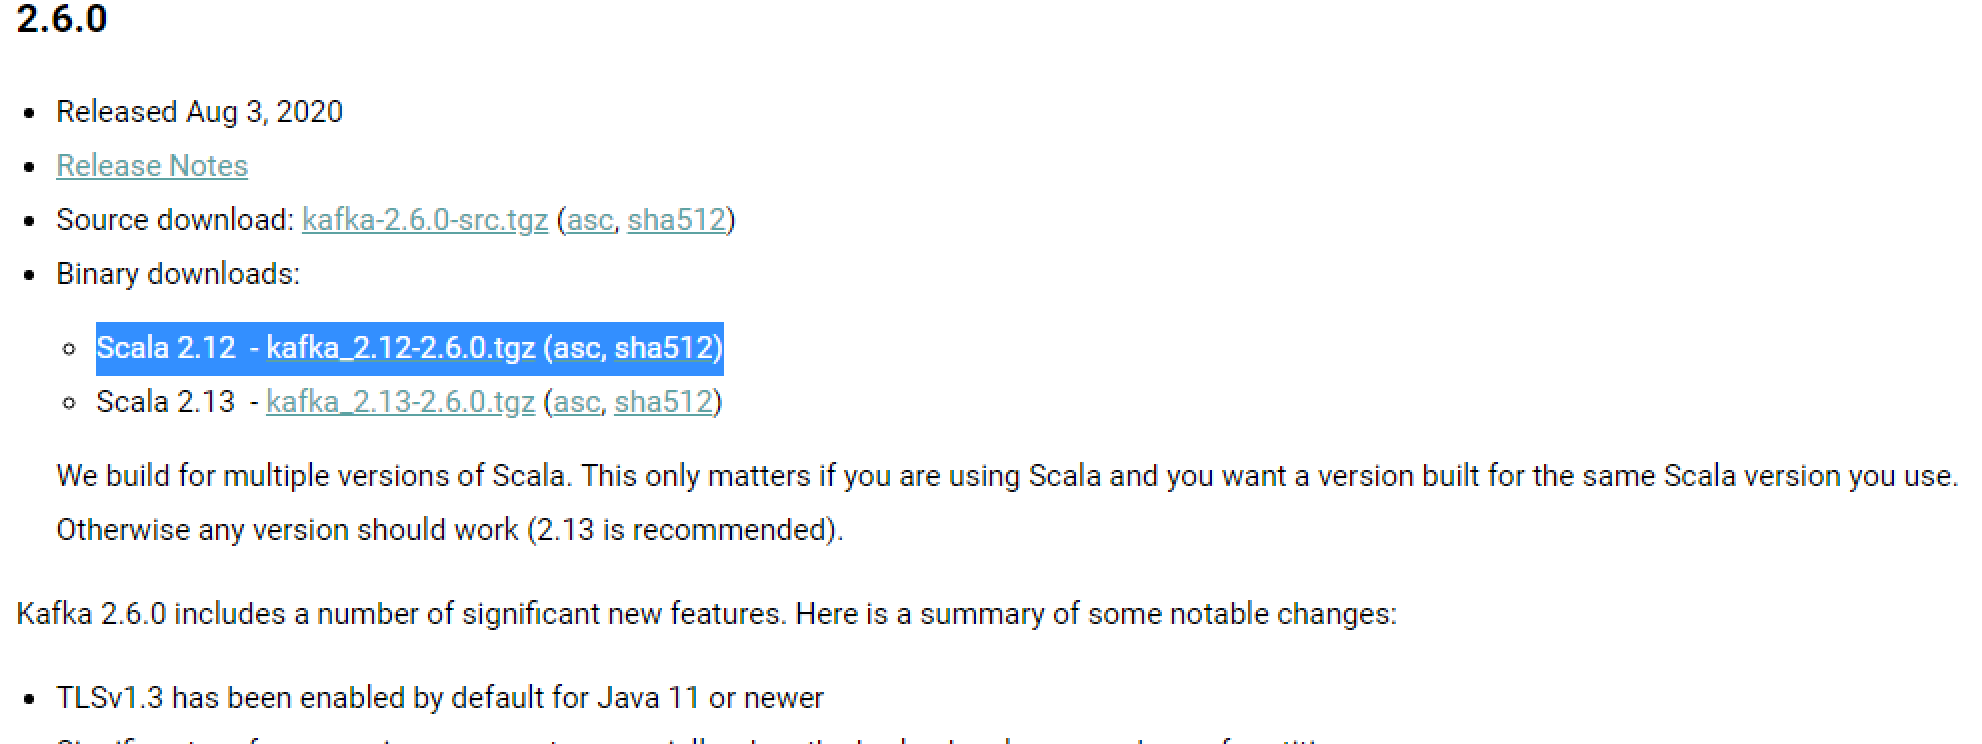 2.6.0
Released Aug 3, 2020
Release Notes
Source download: kafka-2.6.0-src.tgz (asc, sha512)
Binary downloads:
Scala 2.12 - kafka_2.12-2.6.0.tgz (asc, sha512)
Scala 2.13 - kafka_2.13-2.6.0.tgz (asc, sha512)
We build for multiple versions of Scala. This only matters if you are using Scala and you want a version built for the same Scala version you use.
Otherwise any version should work (2.13 is recommended).
Kafka 2.6.0 includes a number of significant new features. Here is a summary of some notable changes:
TLSv1.3 has been enabled by default for Java 11 or newer